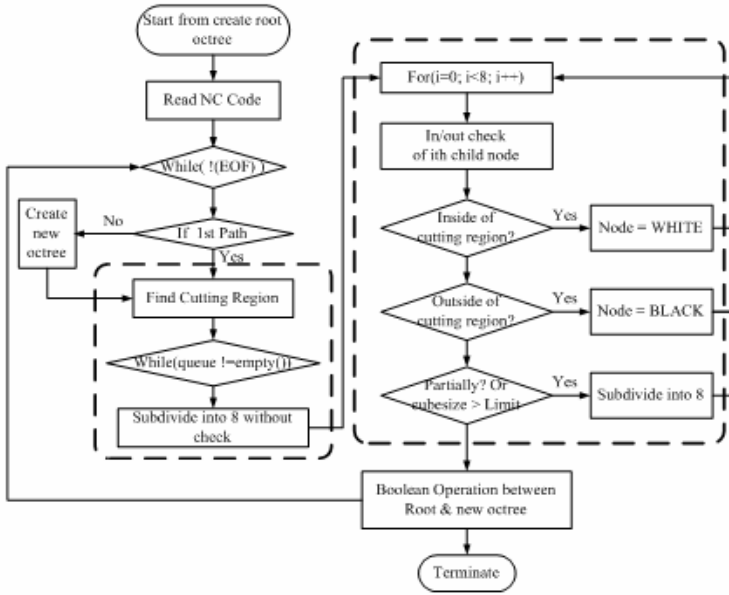 Start from create root
octree
Read NC Code
While( !(EOF) )
If 1st Path
No
Yes
Create
new
octree
Find Cutting Region
While(queue !=empty())
Subdivide into 8 without
check
For(i=0; i<8; i++)
In/out check
of ith child node
Inside of
cutting region?
Yes
Node = WHITE
Outside of
cutting region?
Yes
Node = BLACK
Partially? Or
cubesize > Limit
Yes
Subdivide into 8
Boolean Operation between
Root & new octree
Terminate